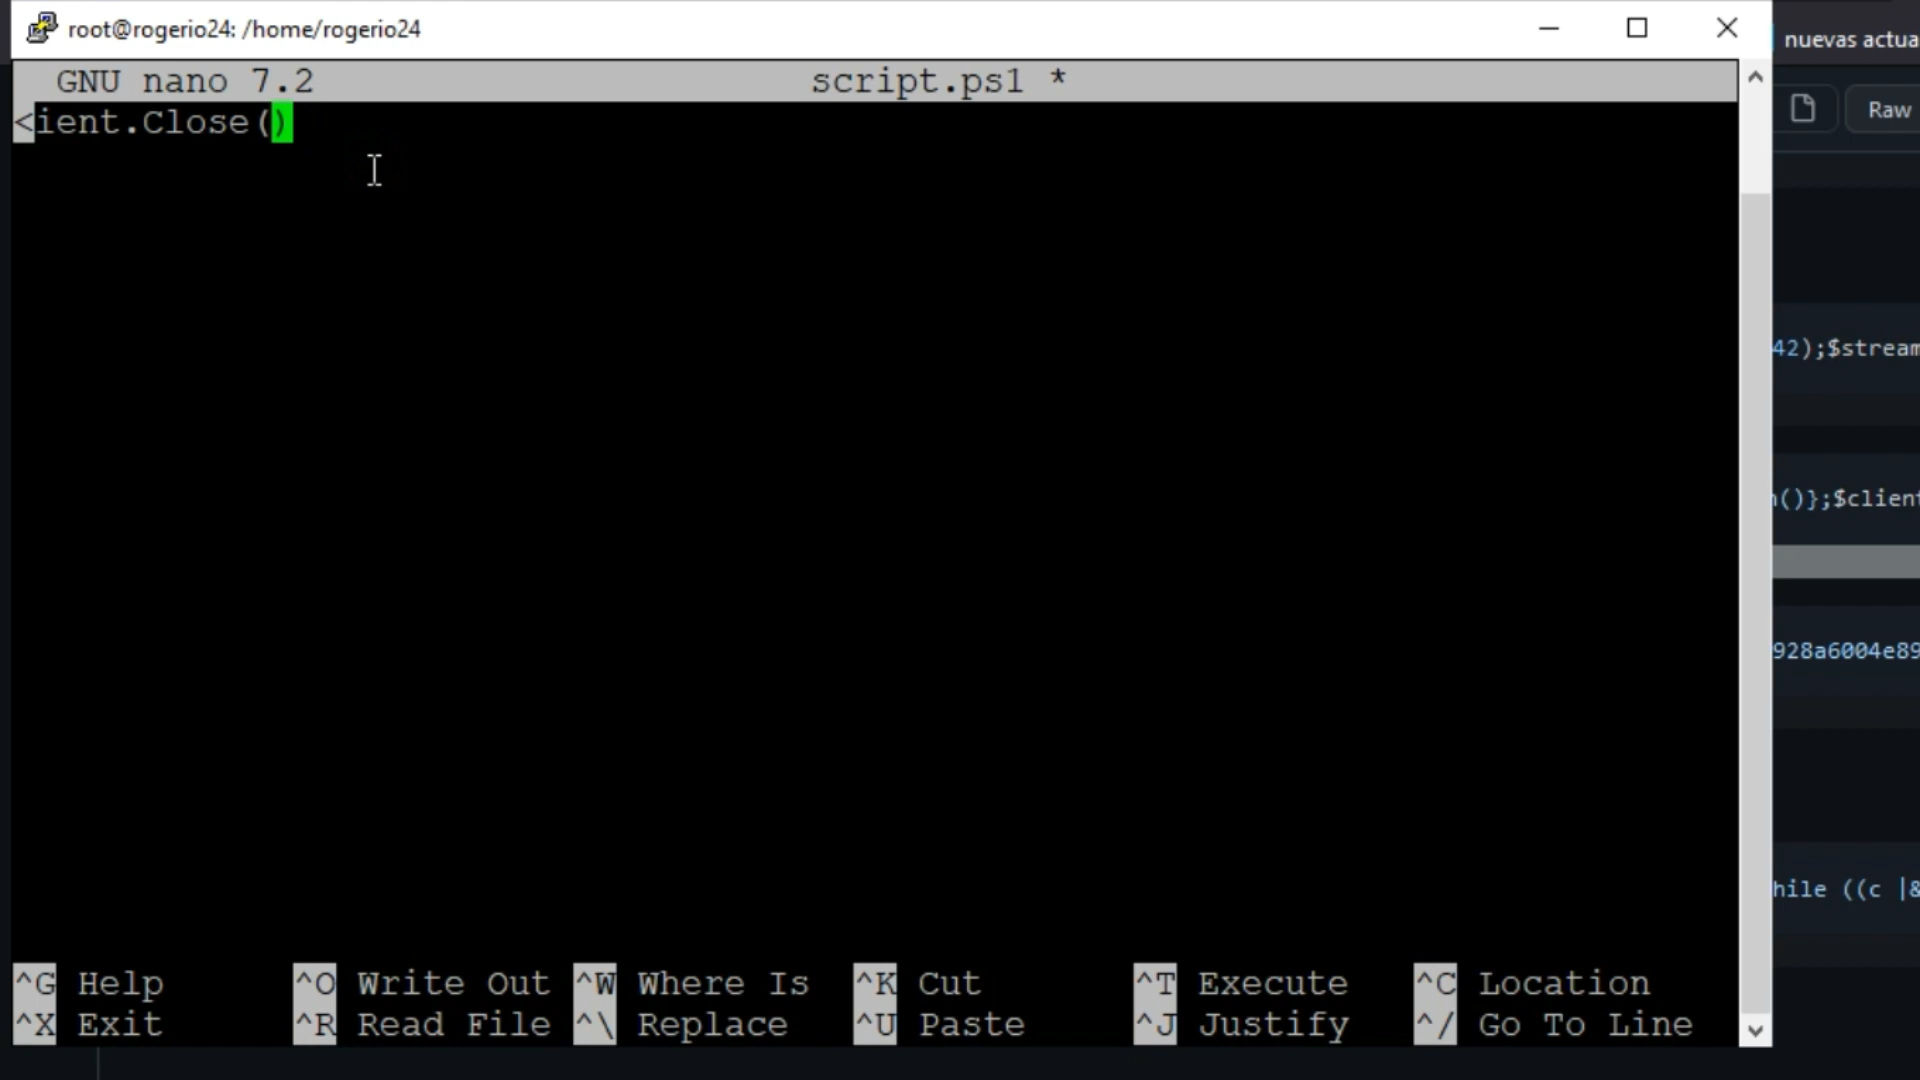 root@rogerio24: /home/rogerio24
nuevas actua
GNU nano 7.2 script.ps1 *
Raw
<ient.Close()
42);$stream
()};$client
928a6004e89
hile ((c |&
^G Help ^O Write Out ^W Where Is ^K Cut ^T Execute ^C Location
^X Exit ^R Read File ^\ Replace ^U Paste ^J Justify ^/ Go To Line